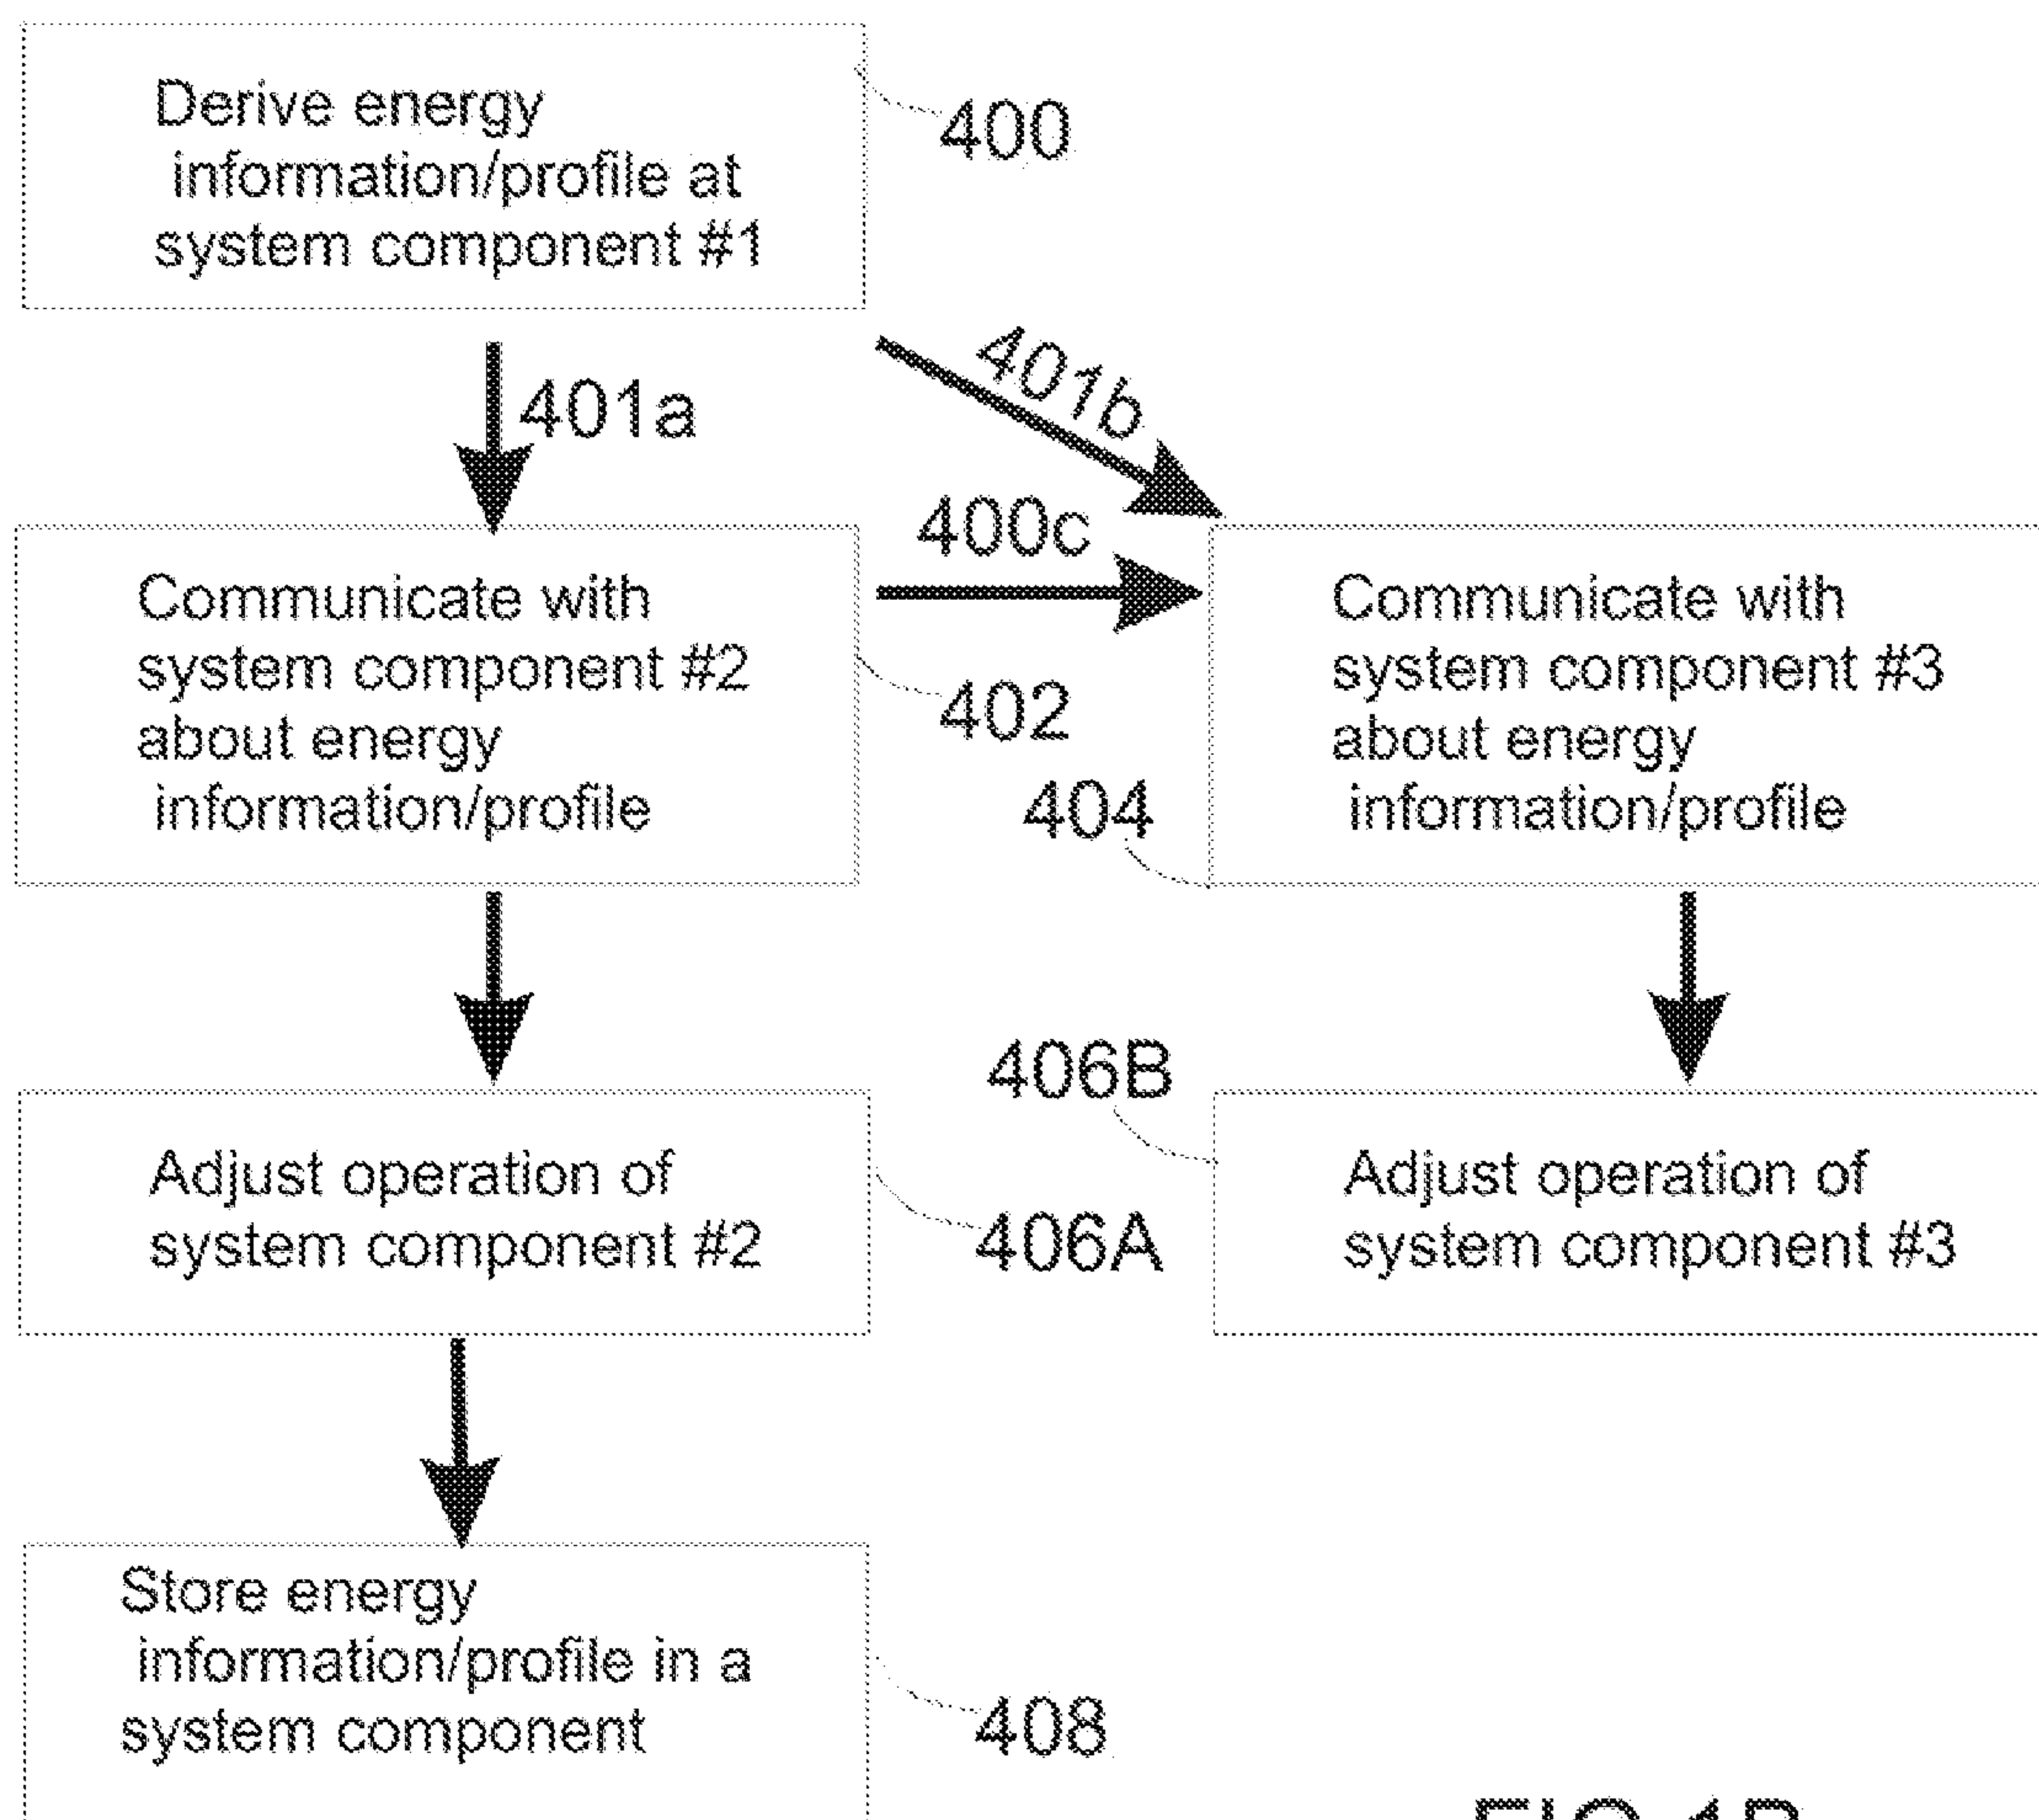 Derive energy
information/profile at
system component #1
400
401a
401b
400c
Communicate with
system component #2
about energy
information/profile
402
Communicate with
system component #3
about energy
information/profile
404
Adjust operation of
system component #2
406A
406B
Adjust operation of
system component #3
Store energy
information/profile in a
system component
408